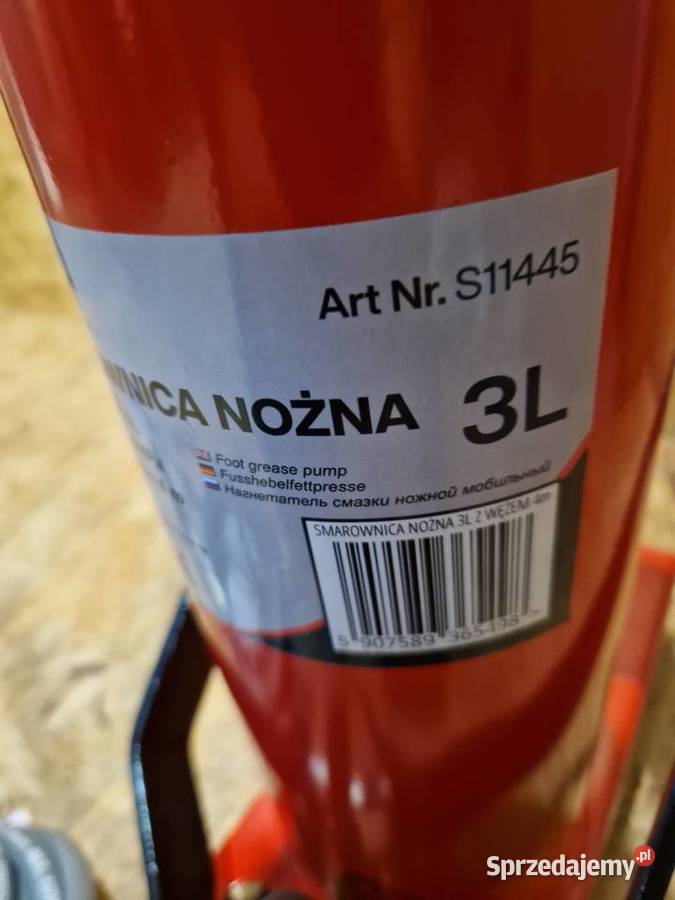 Art Nr. S11445
WNICA NOŻNA 3L
Foot grease pump
Fusshebelfettpresse
Нагнетатель смазки ножной мобильный
SMAROWNICA NOŻNA 3L Z WĘŻEM 4m
5 907589 365498
Sprzedajemy.pl